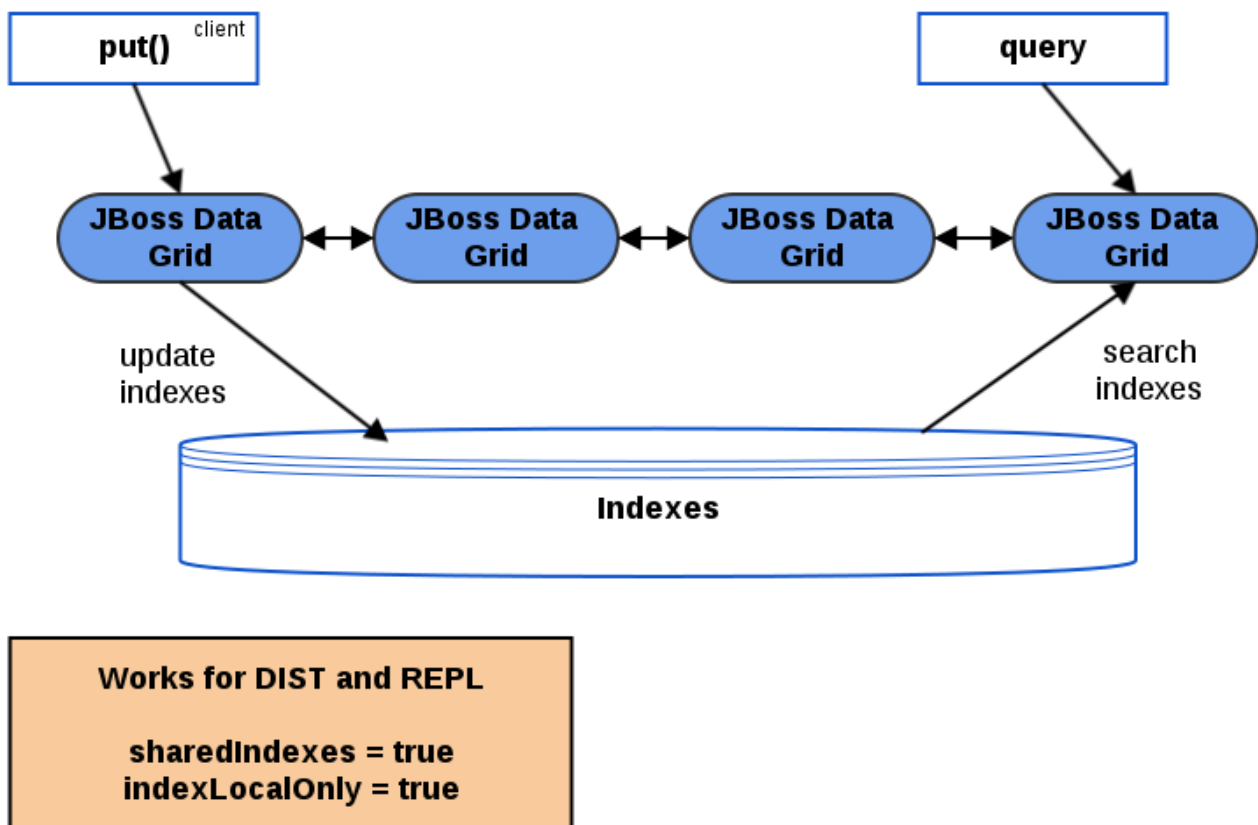 put()
client
query
JBoss Data
Grid
JBoss Data
Grid
JBoss Data
Grid
JBoss Data
Grid
update
indexes
search
indexes
Indexes
Works for DIST and REPL
sharedIndexes = true
indexLocalOnly = true